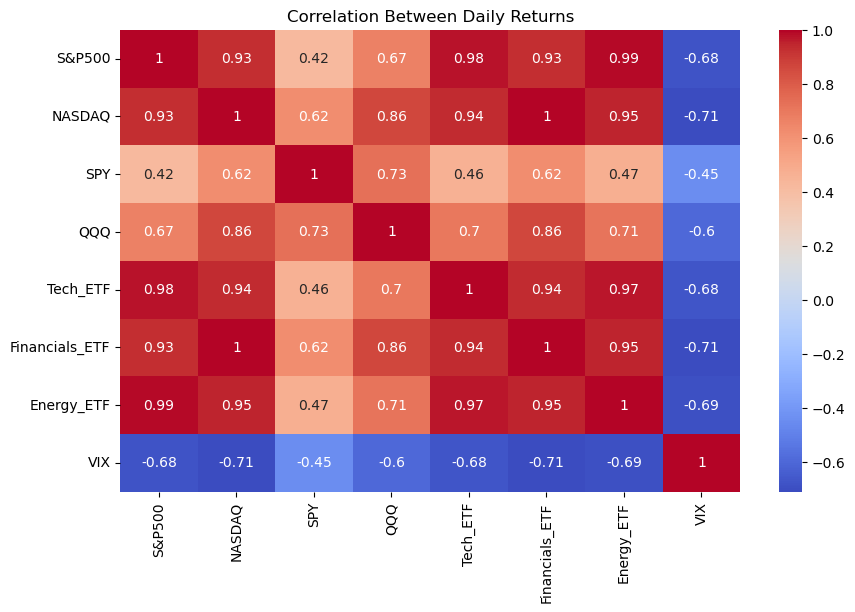 Correlation Between Daily Returns
S&P500 1 0.93 0.42 0.67 0.98 0.93 0.99 -0.68
NASDAQ 0.93 1 0.62 0.86 0.94 1 0.95 -0.71
SPY 0.42 0.62 1 0.73 0.46 0.62 0.47 -0.45
QQQ 0.67 0.86 0.73 1 0.7 0.86 0.71 -0.6
Tech_ETF 0.98 0.94 0.46 0.7 1 0.94 0.97 -0.68
Financials_ETF 0.93 1 0.62 0.86 0.94 1 0.95 -0.71
Energy_ETF 0.99 0.95 0.47 0.71 0.97 0.95 1 -0.69
VIX -0.68 -0.71 -0.45 -0.6 -0.68 -0.71 -0.69 1
S&P500 NASDAQ SPY QQQ Tech_ETF Financials_ETF Energy_ETF VIX
1.0
0.8
0.6
0.4
0.2
0.0
−0.2
−0.4
−0.6